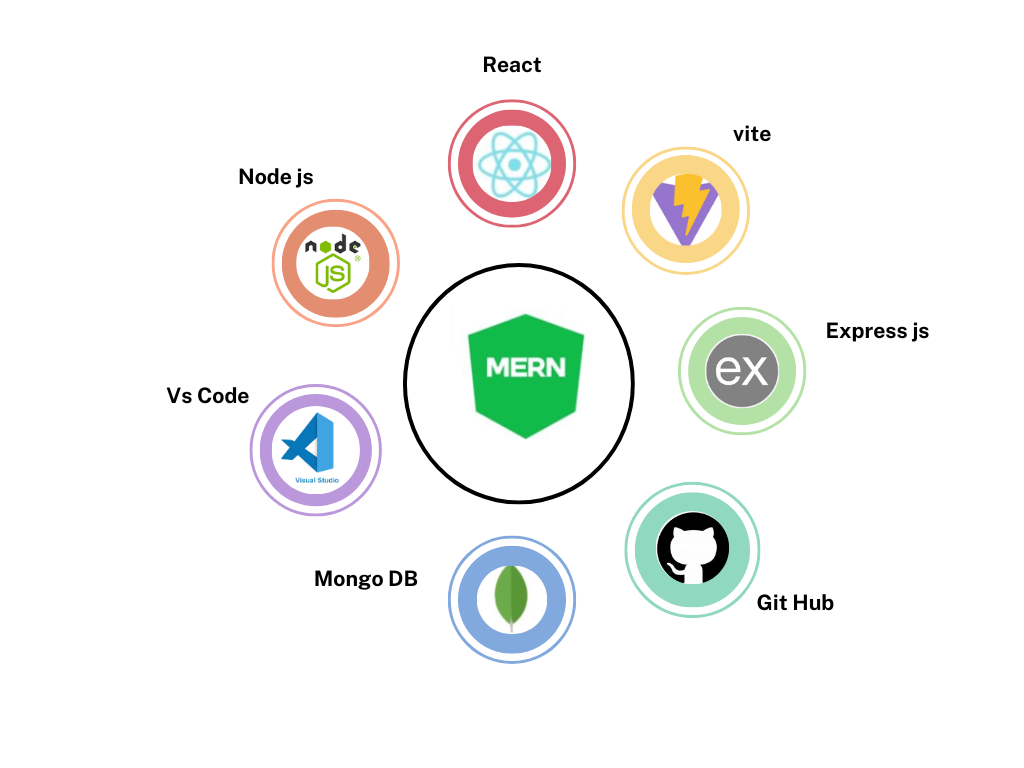 React
vite
Node js
node
®
JS
Express js
ex
MERN
Vs Code
Visual Studio
Mongo DB
Git Hub